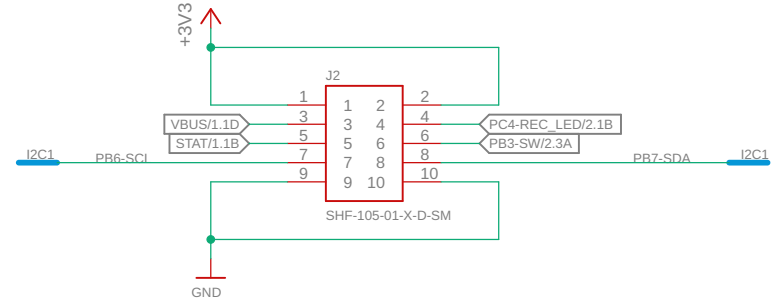 +3V3
J2
1 1 2 2
VBUS/1.1D 3 3 4 4 PC4-REC_LED/2.1B
STAT/1.1B 5 5 6 6 PB3-SW/2.3A
I2C1 PB6-SCL 7 7 8 8 PB7-SDA I2C1
9 9 10 10
SHF-105-01-X-D-SM
GND